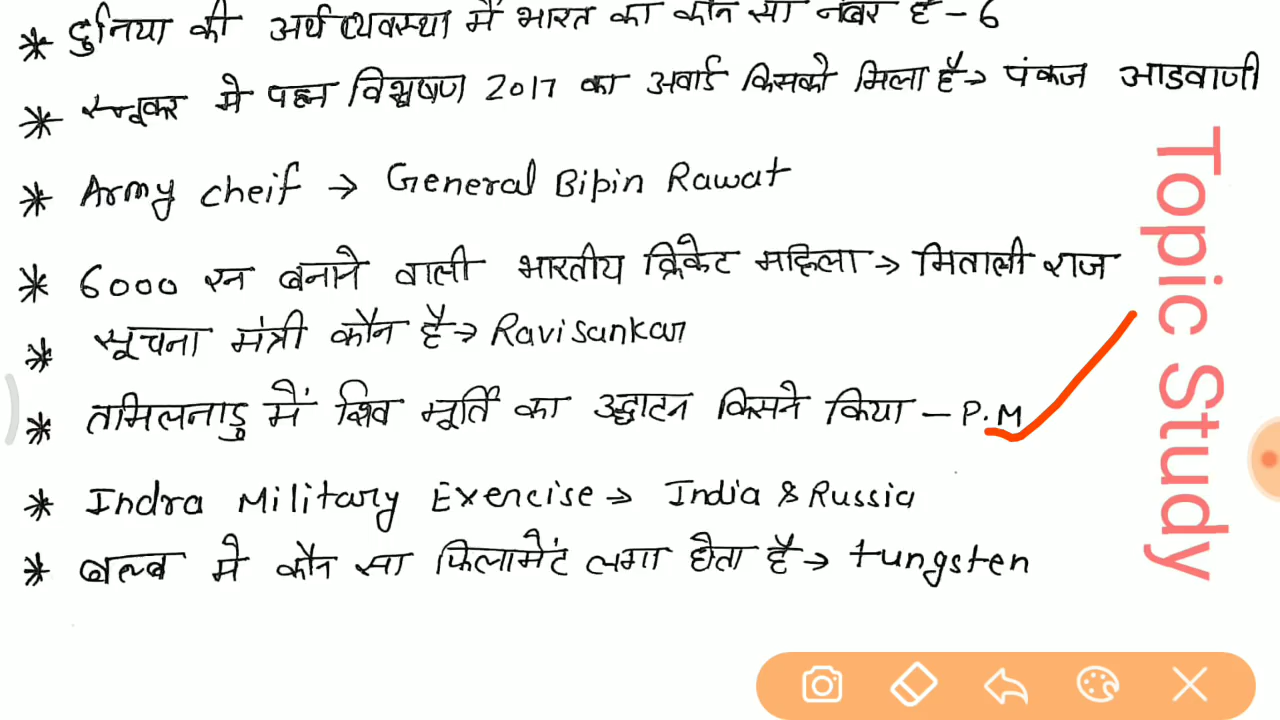 * दुनिया की अर्थ व्यवस्था में भारत का कौन सा नंबर है - 6
* स्नूकर मे पद्म विभूषण 2017 का अवार्ड किसको मिला है → पंकज आडवाणी
* Army cheif → General Bipin Rawat
* 6000 रन बनाने वाली भारतीय क्रिकेट महिला → मिताली राज
* सूचना मंत्री कौन है → Ravisankar
* तमिलनाडु में शिव मूर्ति का उद्घाटन किसने किया - P.M
* Indra Military Exencise → India & Russia
* बल्ब मे कौन सा फिलामेंट लगा होता है → tungsten
Topic Study